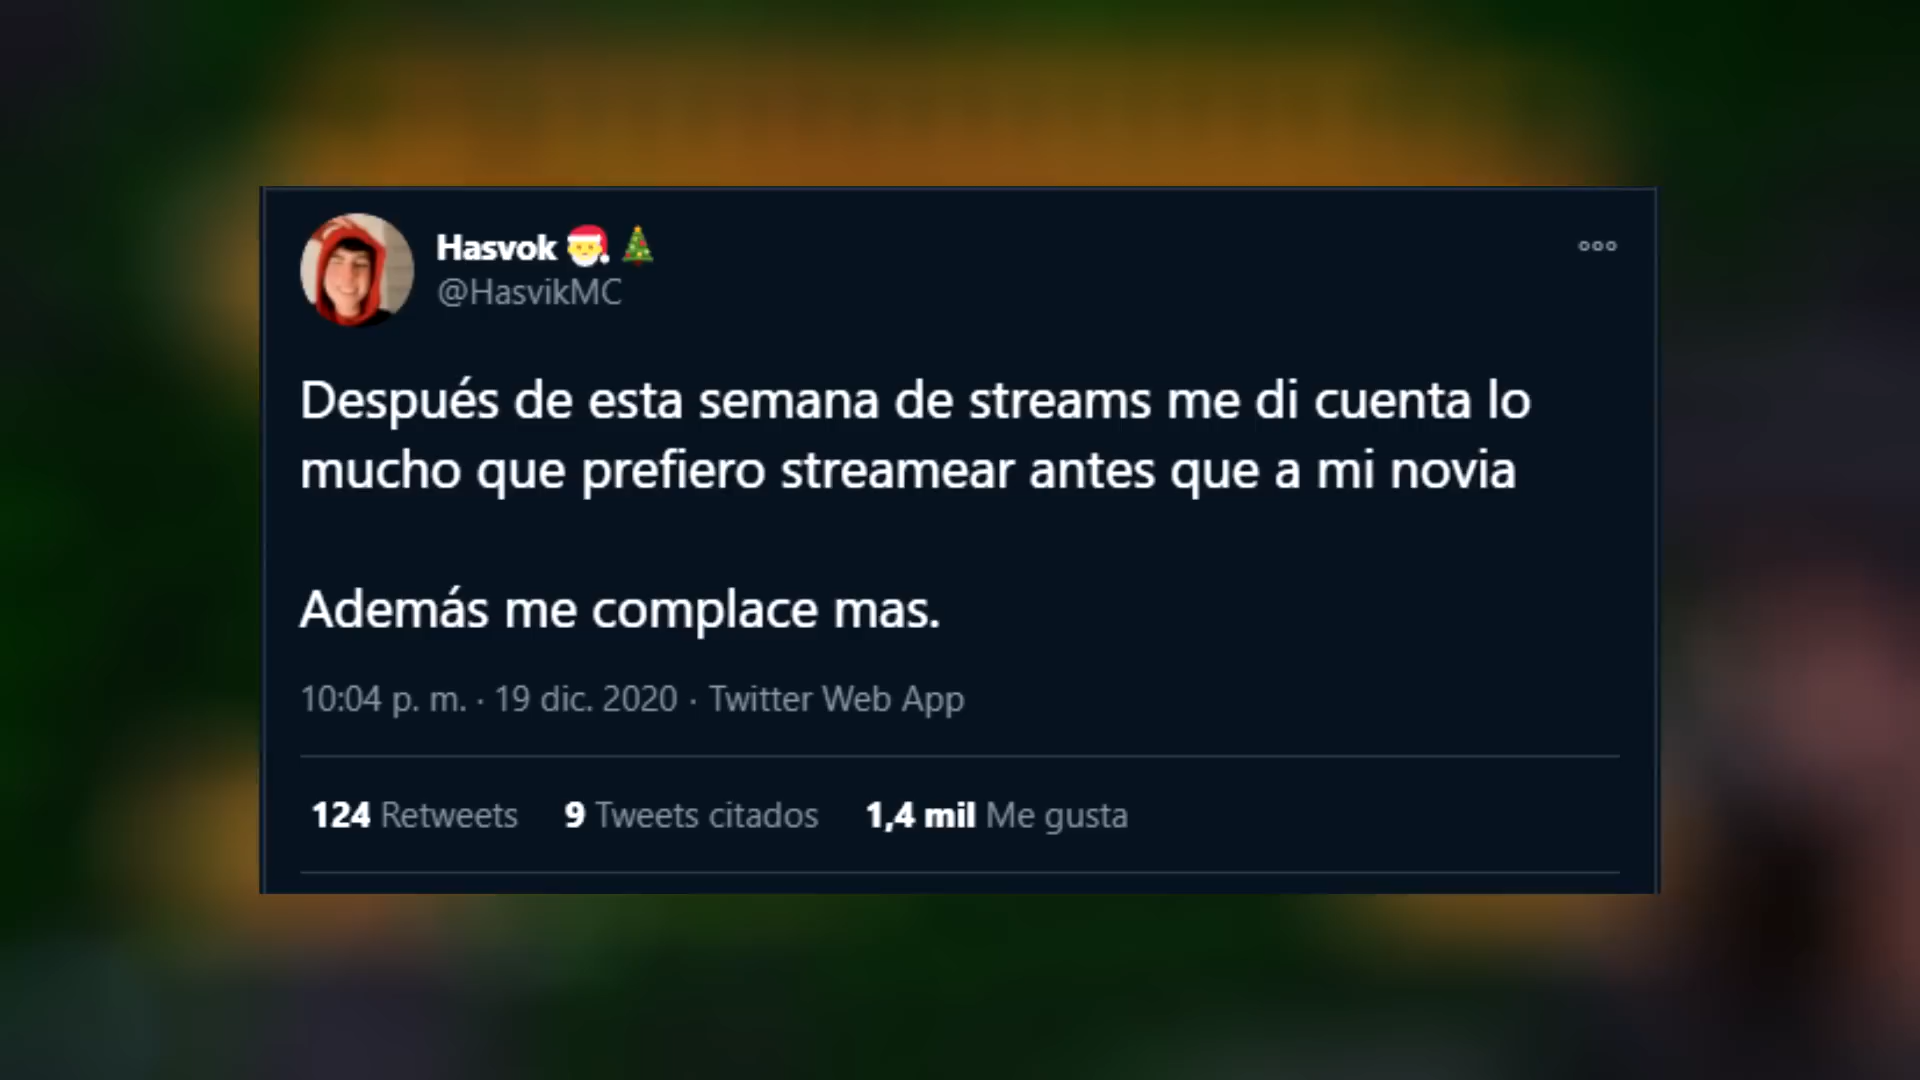 Hasvok 🎅🎄
@HasvikMC
Después de esta semana de streams me di cuenta lo
mucho que prefiero streamear antes que a mi novia
Además me complace mas.
10:04 p. m. · 19 dic. 2020 · Twitter Web App
124 Retweets 9 Tweets citados 1,4 mil Me gusta